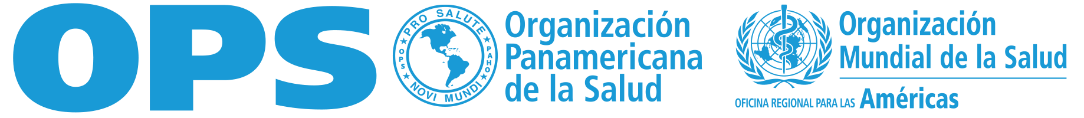 OPS
PRO SALUTE
NOVI MUNDI
OPS
PAHO
Organización
Panamericana
de la Salud
Organización
Mundial de la Salud
OFICINA REGIONAL PARA LAS Américas